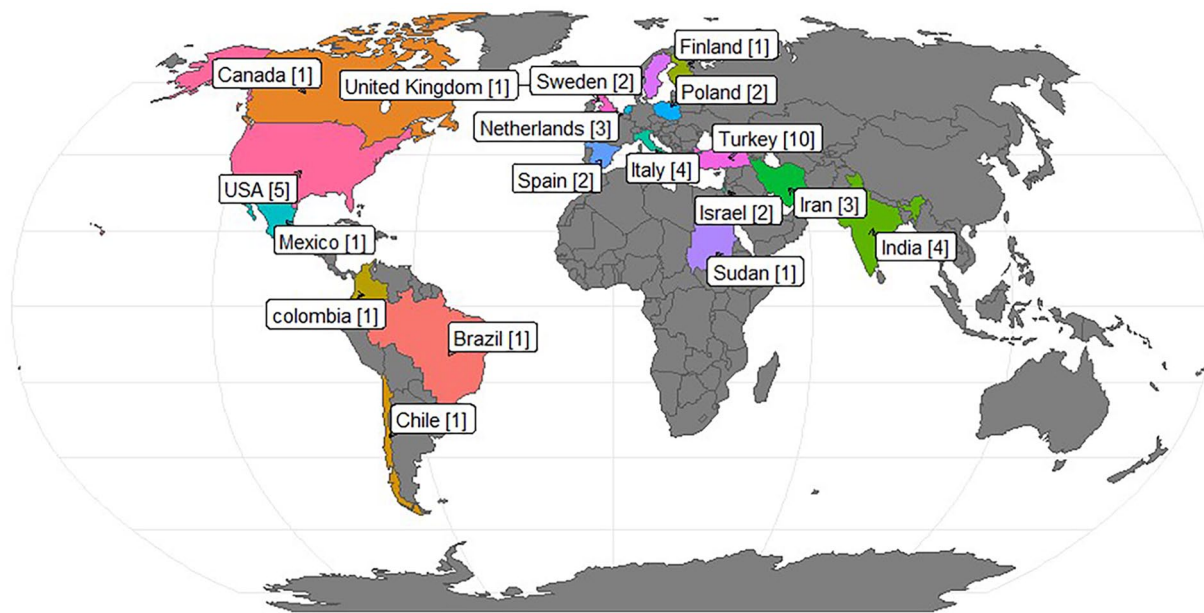 Finland [1]
Canada [1]
United Kingdom [1]
Sweden [2]
Poland [2]
Netherlands [3]
Turkey [10]
Spain [2]
Italy [4]
USA [5]
Israel [2]
Iran [3]
Mexico [1]
India [4]
Sudan [1]
colombia [1]
Brazil [1]
Chile [1]